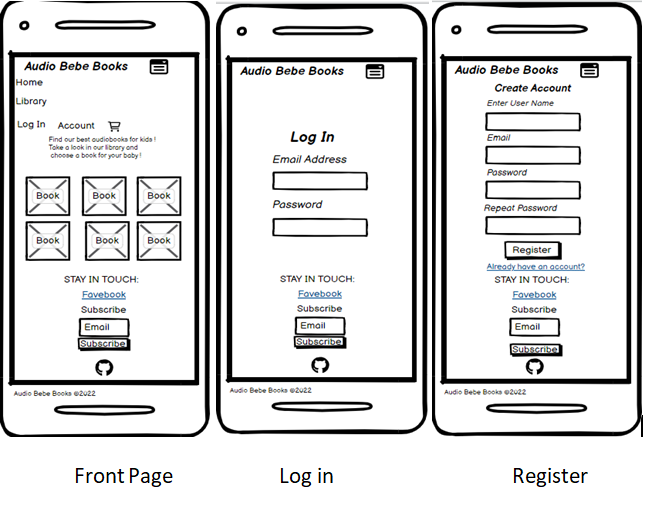 Audio Bebe Books
Home
Library
Log In Account
Find our best audiobooks for kids !
Take a look in our library and
choose a book for your baby !
Book Book Book
Book Book Book
STAY IN TOUCH:
Favebook
Subscribe
Email
Subscribe
Audio Bebe Books ©2022
Front Page
Audio Bebe Books
Log In
Email Address
Password
STAY IN TOUCH:
Favebook
Subscribe
Email
Subscribe
Audio Bebe Books ©2022
Log in
Audio Bebe Books
Create Account
Enter User Name
Email
Password
Repeat Password
Register
Already have an account?
STAY IN TOUCH:
Favebook
Subscribe
Email
Subscribe
Audio Bebe Books ©2022
Register